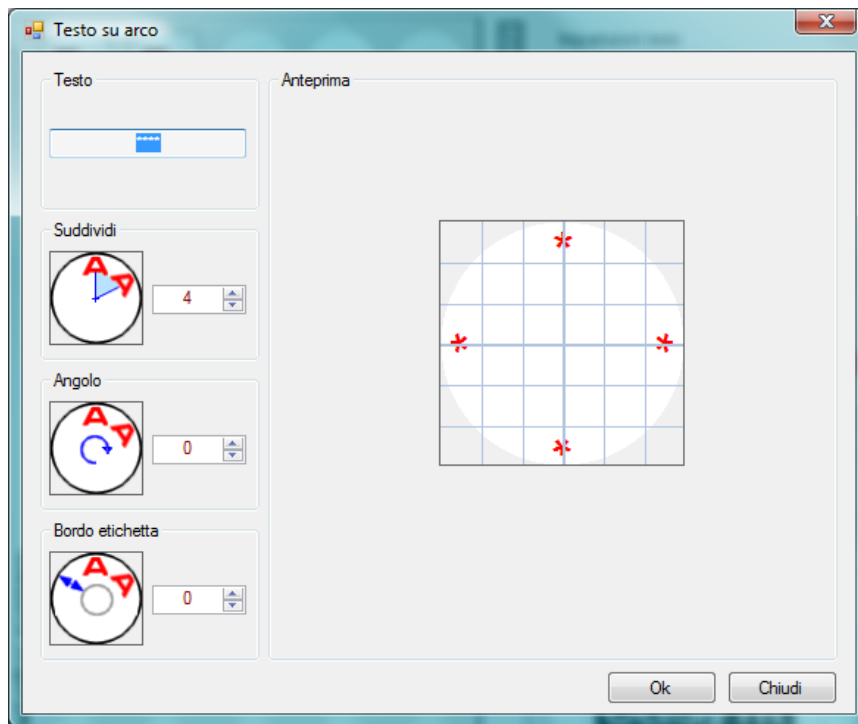 Testo su arco
Testo
****
Suddividi
A A
4
Angolo
A A
0
Bordo etichetta
A A
0
Anteprima
* * * *
Ok
Chiudi